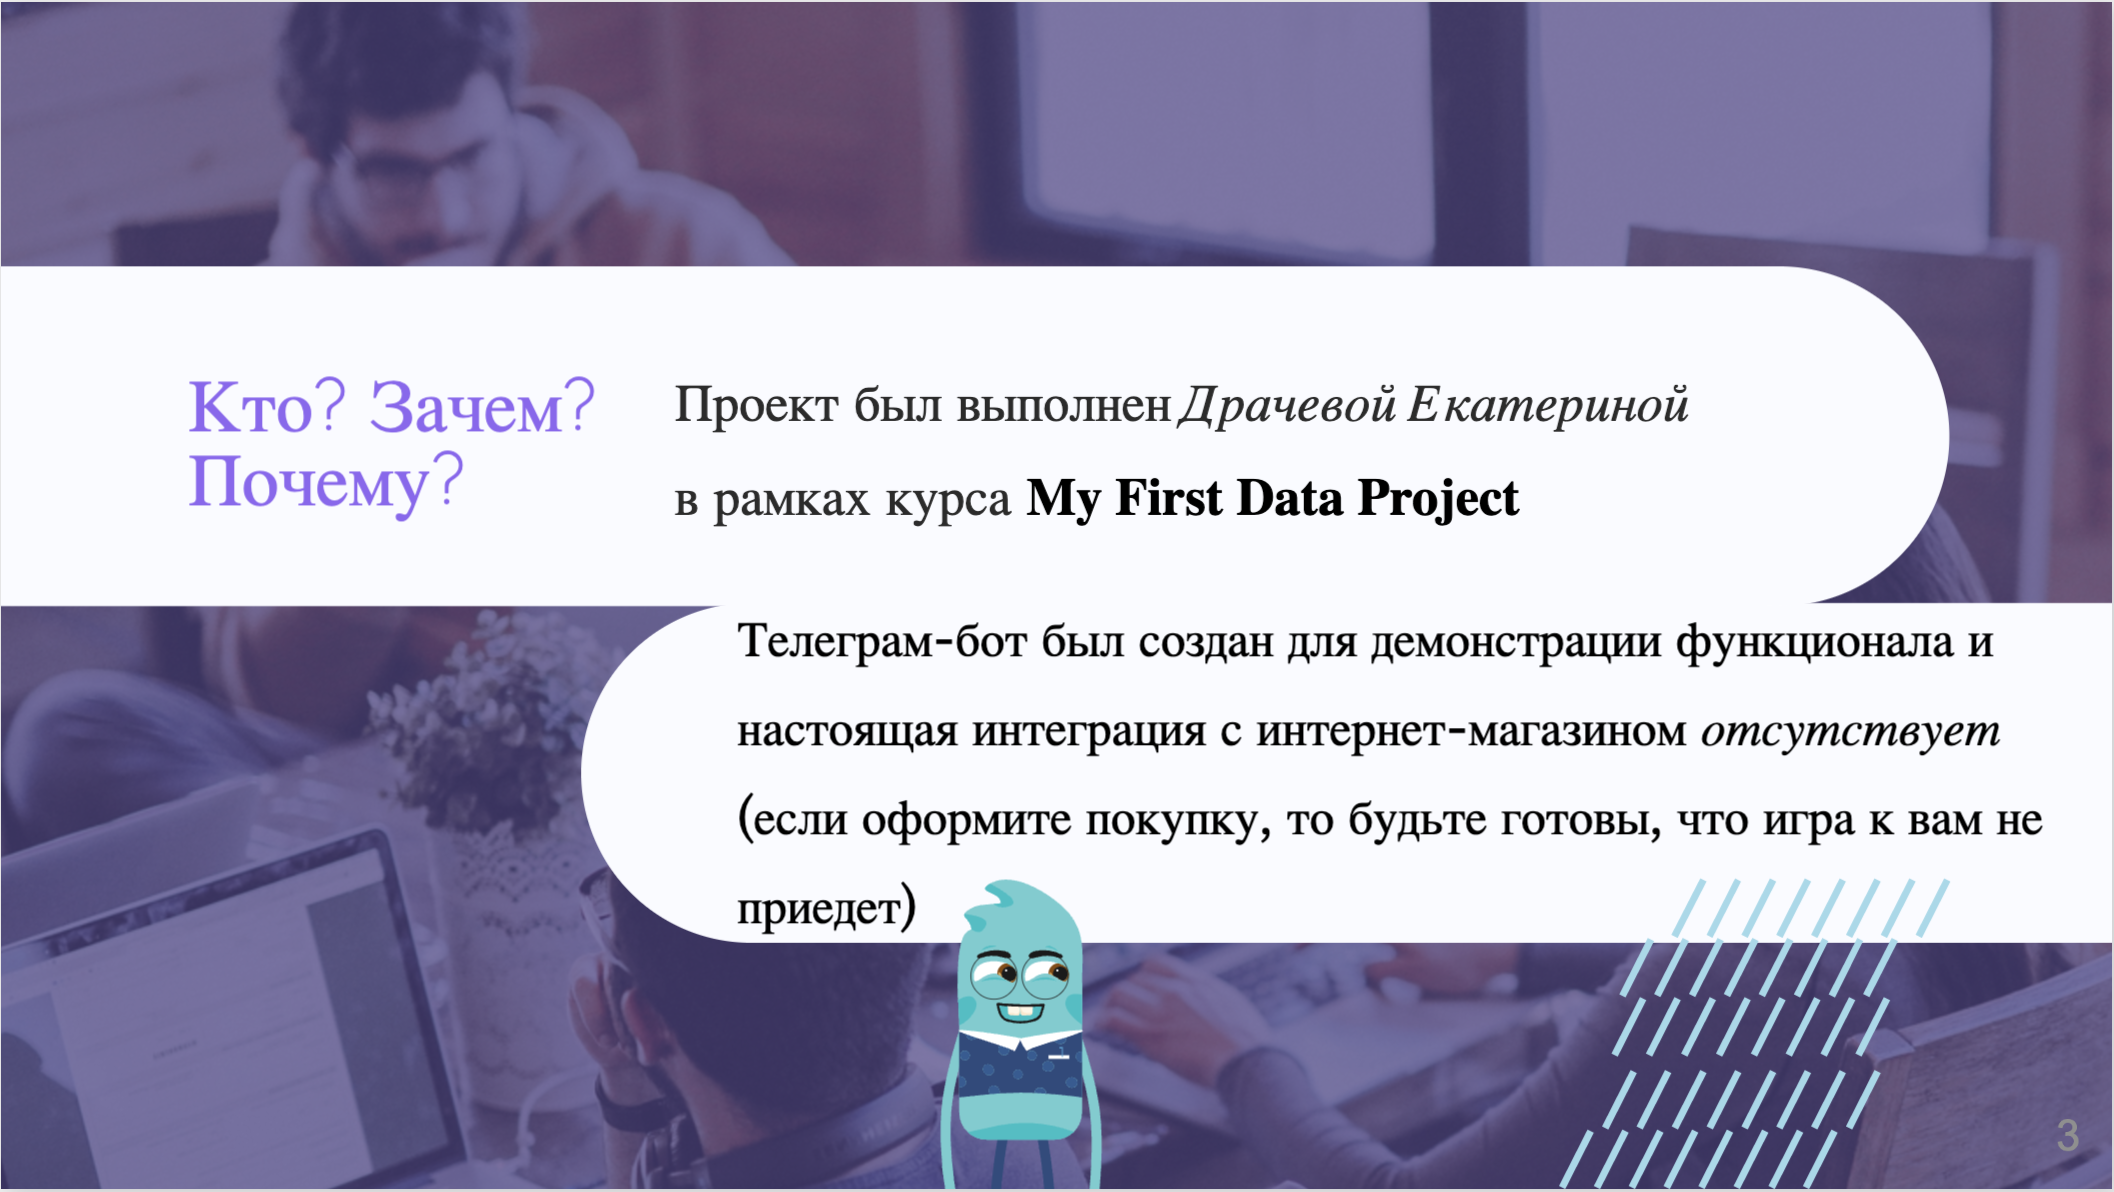 Кто? Зачем?
Почему?
Проект был выполнен Драчевой Екатериной
в рамках курса My First Data Project
Телеграм-бот был создан для демонстрации функционала и
настоящая интеграция с интернет-магазином отсутствует
(если оформите покупку, то будьте готовы, что игра к вам не
приедет)
3